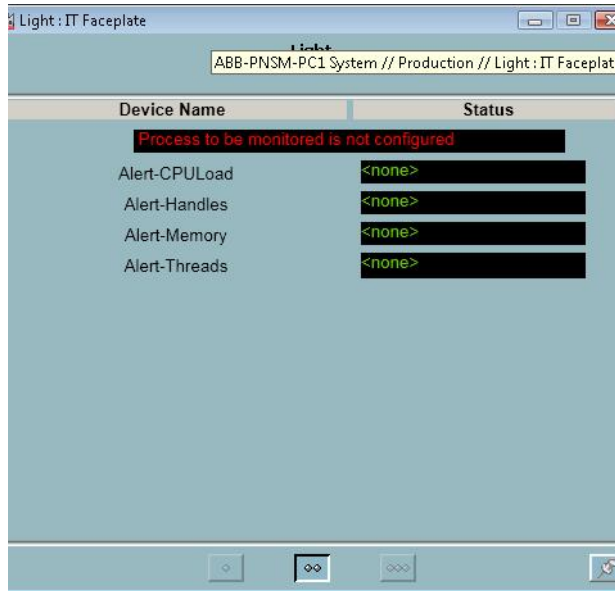 Light : IT Faceplate
Light
ABB-PNSM-PC1 System // Production // Light : IT Faceplat
Device Name Status
Process to be monitored is not configured
Alert-CPULoad <none>
Alert-Handles <none>
Alert-Memory <none>
Alert-Threads <none>